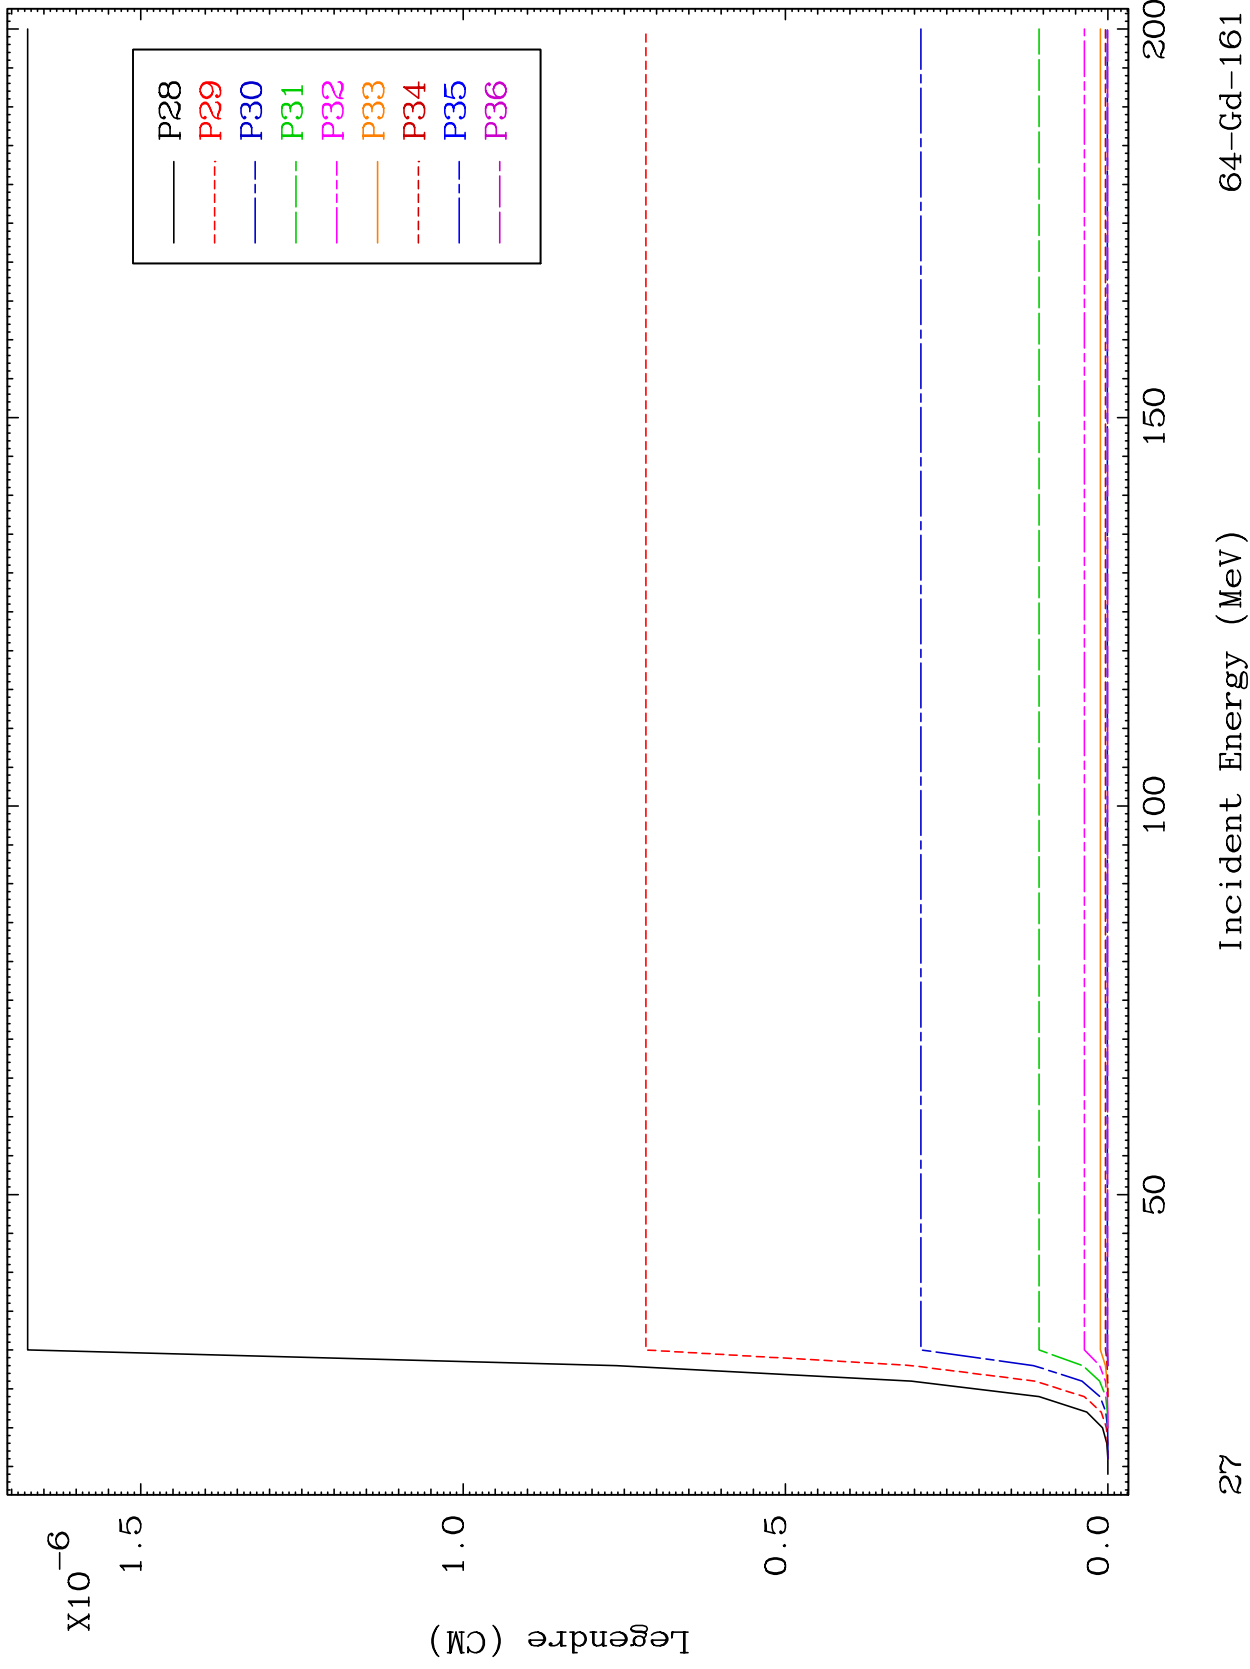 X10−6
1.5
1.0
0.5
0.0
Legendre (CM)
P28
P29
P30
P31
P32
P33
P34
P35
P36
50
100
150
200
27
Incident Energy (MeV)
64−Gd−161